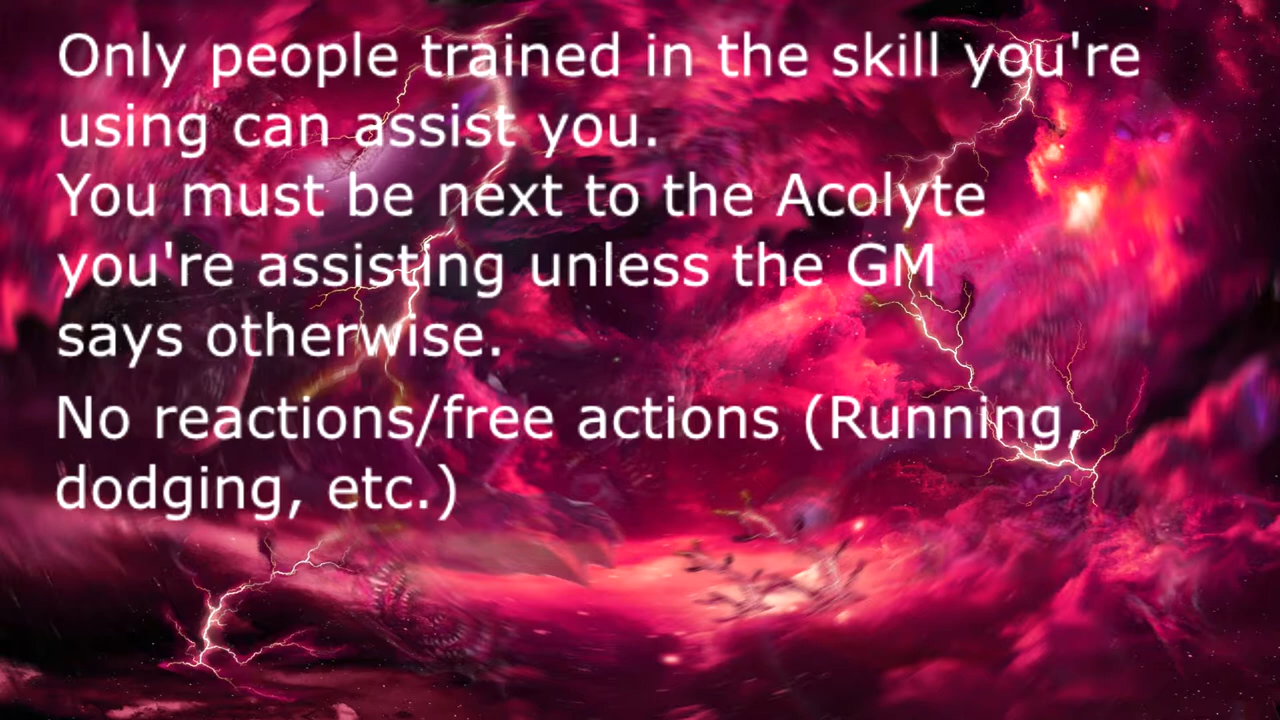 Only people trained in the skill you're
using can assist you.
You must be next to the Acolyte
you're assisting unless the GM
says otherwise.
No reactions/free actions (Running,
dodging, etc.)